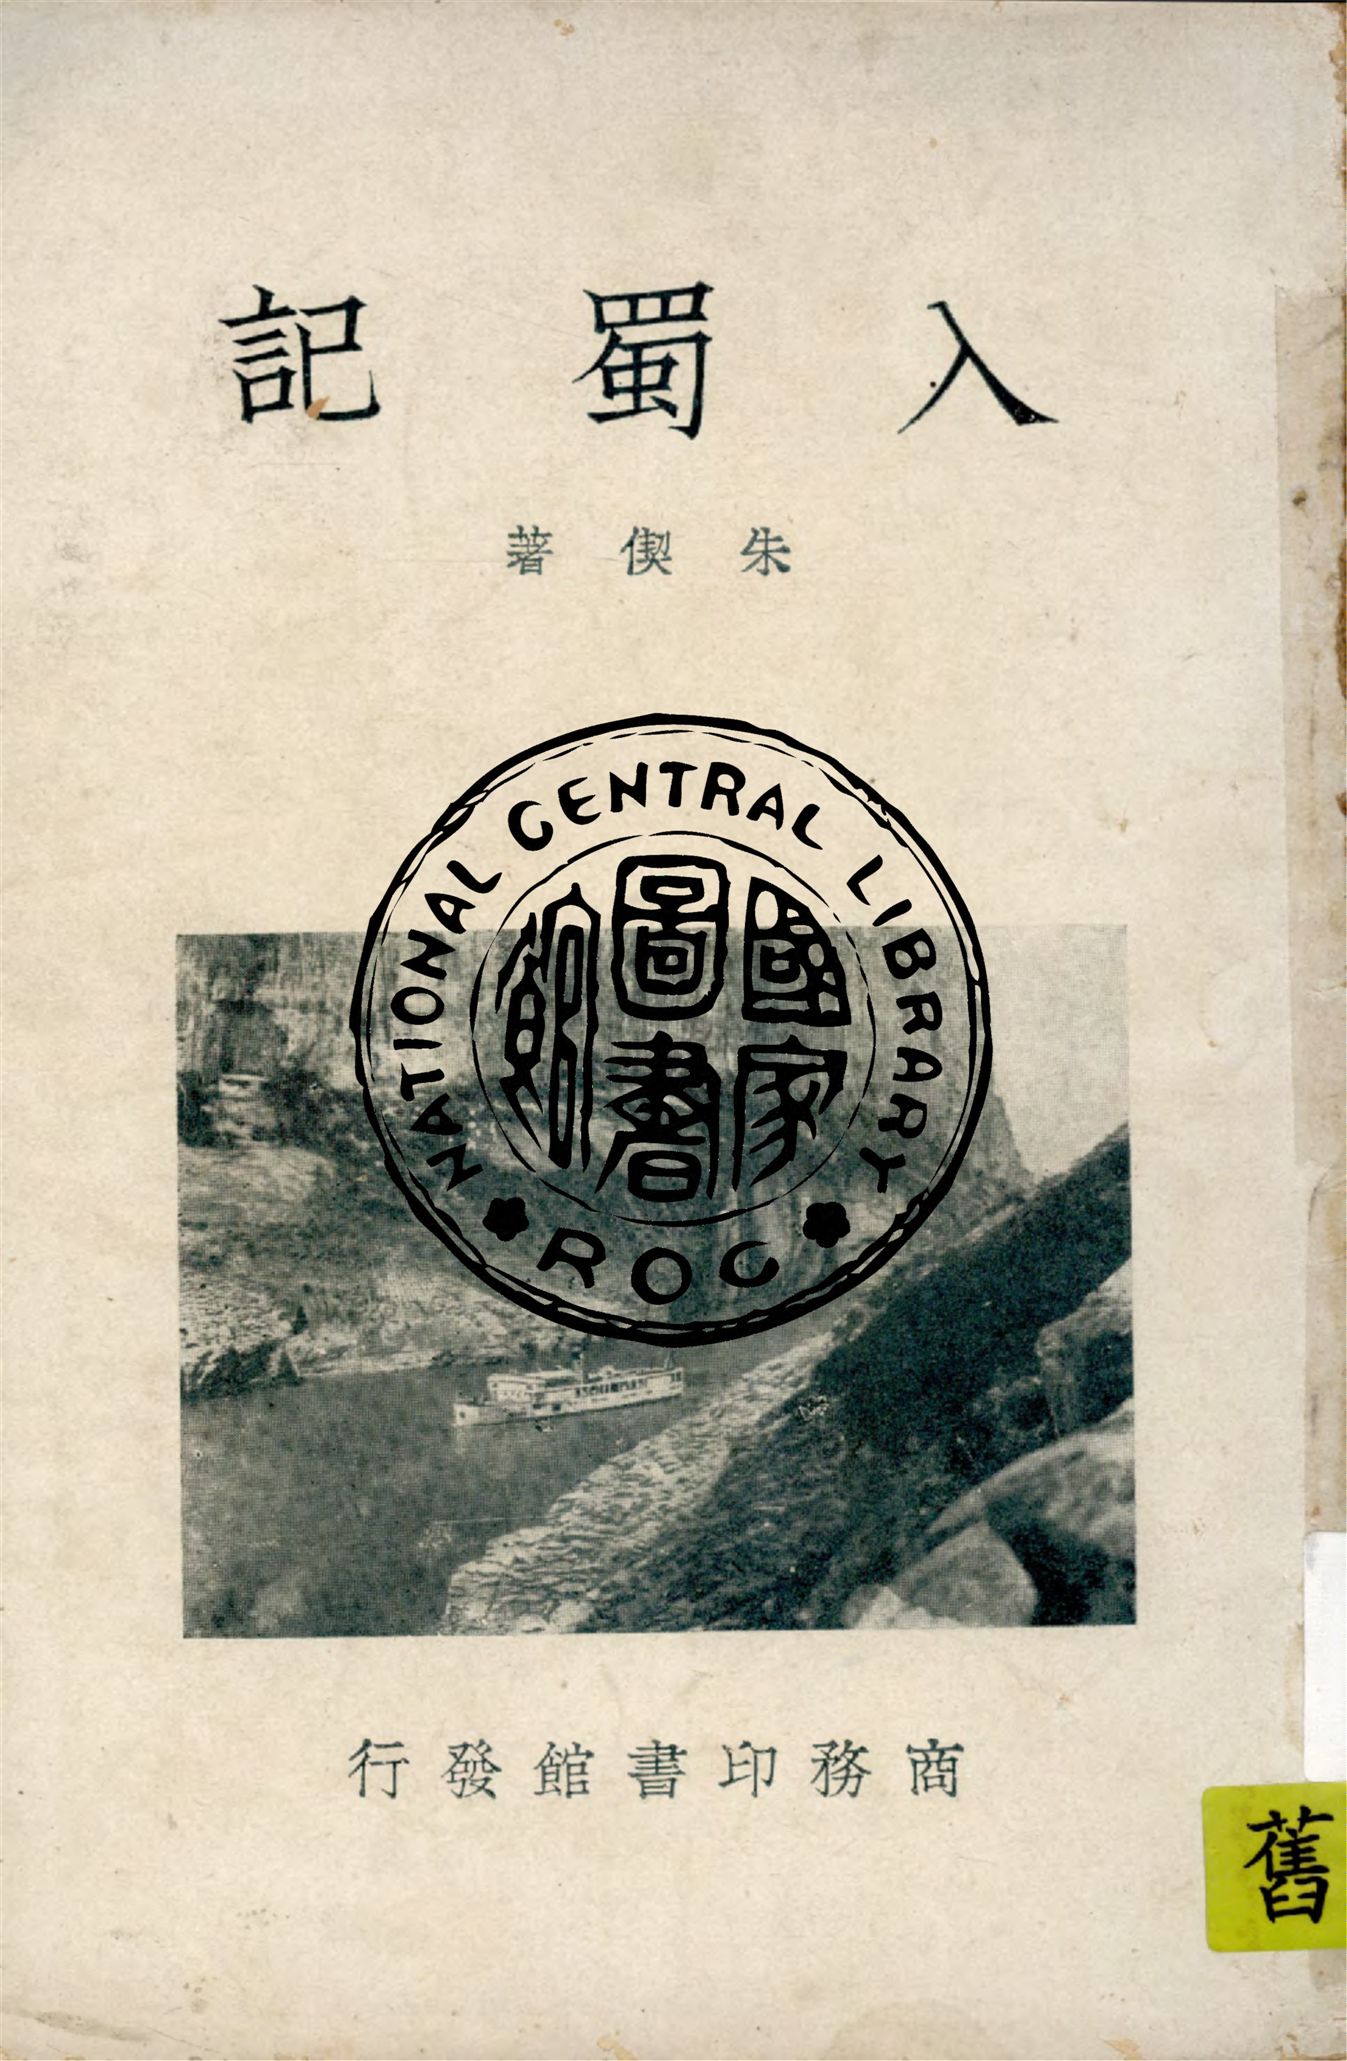 入蜀記
朱偰著
NATIONAL CENTRAL LIBRARY
國家
圖書
館
ROC
商務印書館發行
舊